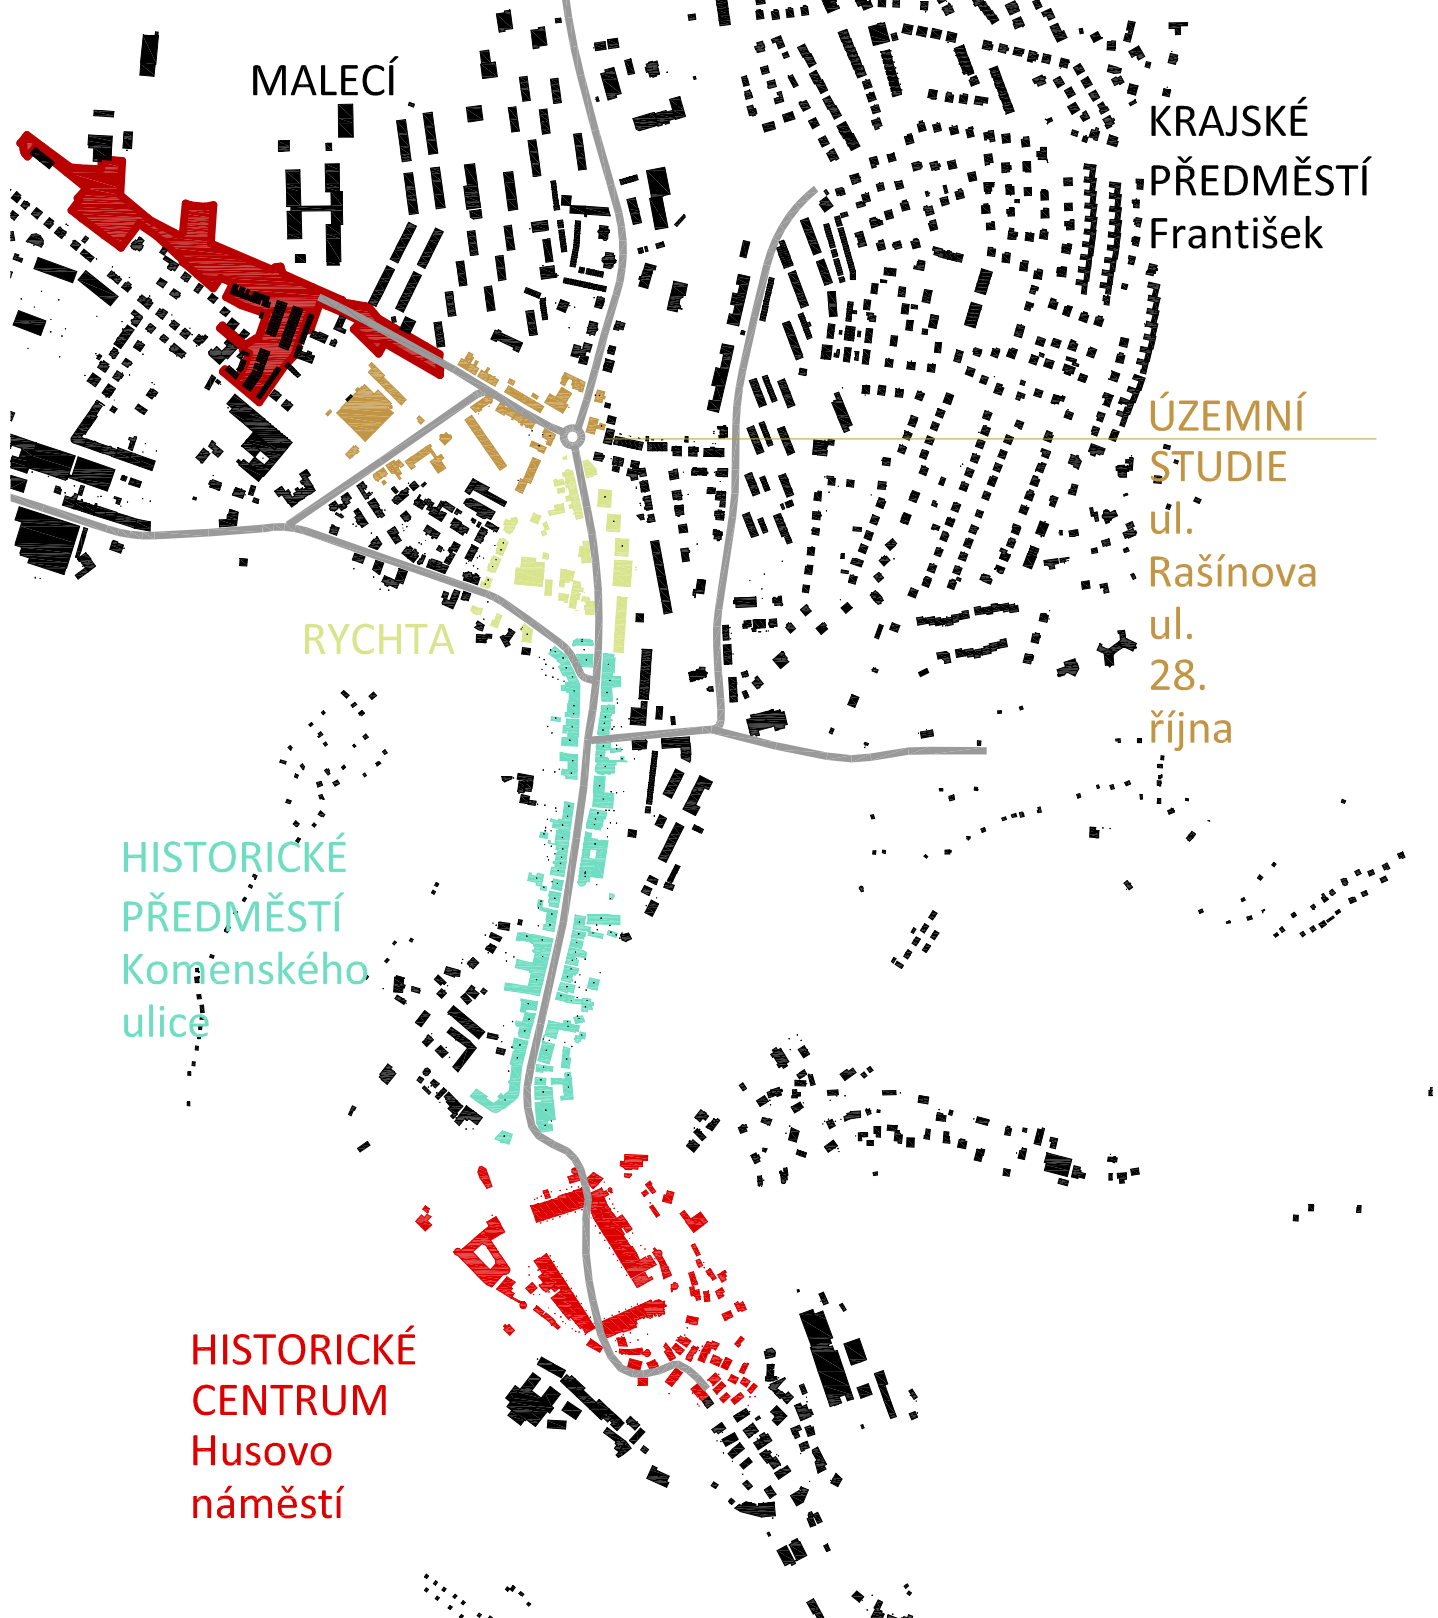 MALECÍ
KRAJSKÉ
PŘEDMĚSTÍ
František
ÚZEMNÍ
STUDIE
ul.
Rašínova
ul.
28.
října
RYCHTA
HISTORICKÉ
PŘEDMĚSTÍ
Komenského
ulice
HISTORICKÉ
CENTRUM
Husovo
náměstí